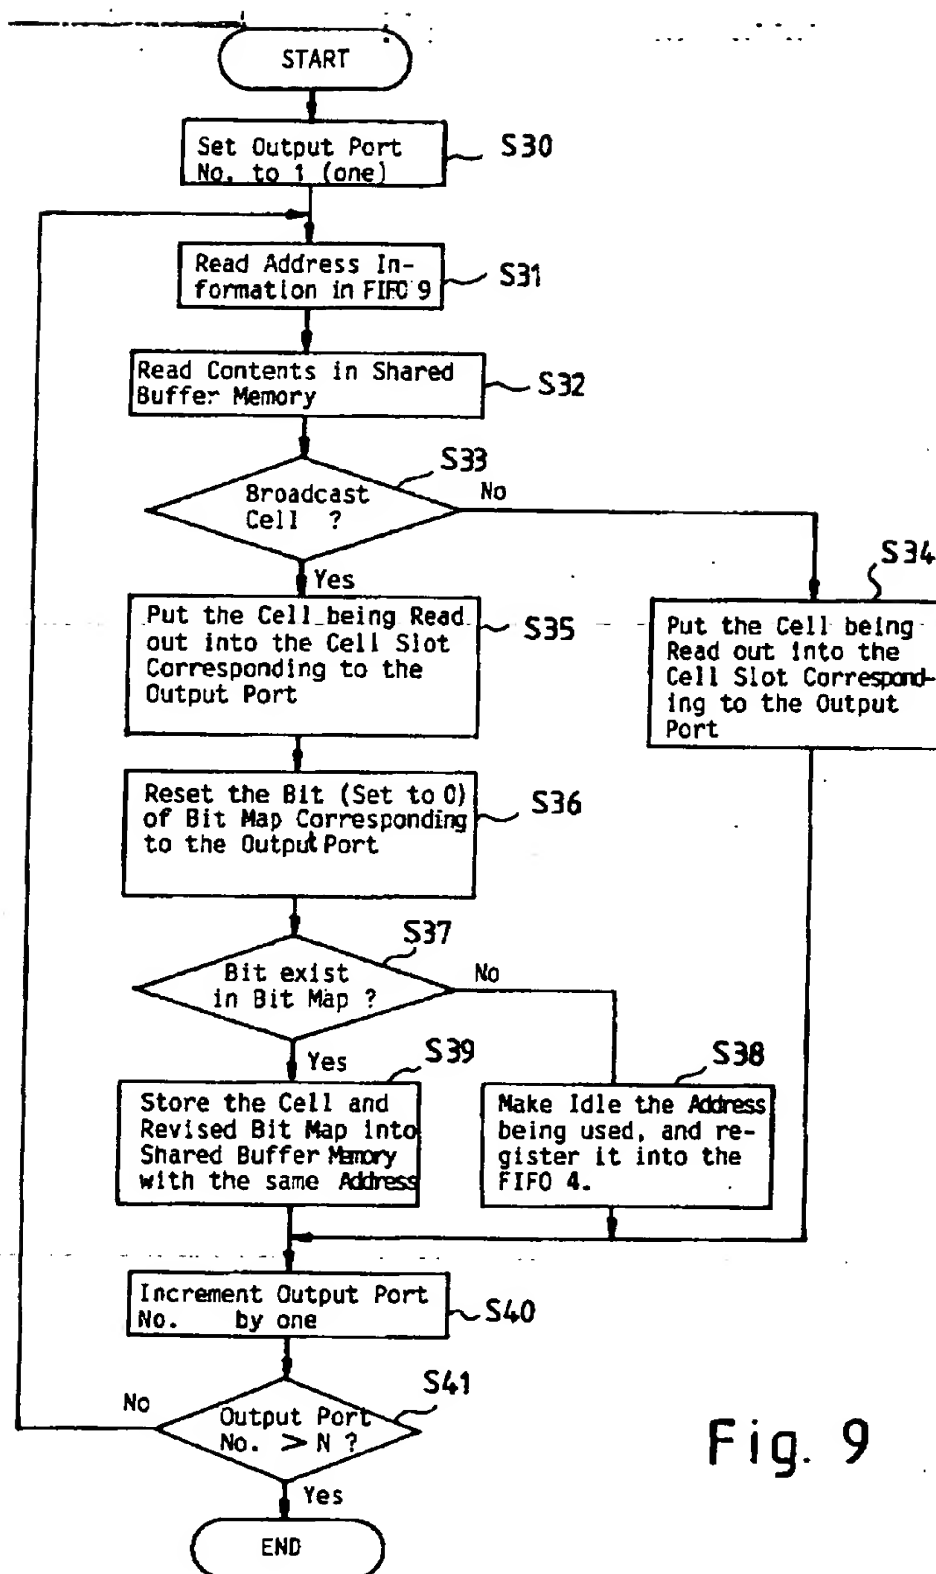 START
Set Output Port
No. to 1 (one)
S30
Read Address In-
formation in FIFO 9
S31
Read Contents in Shared
Buffer Memory
S32
S33
Broadcast
Cell ?
No
Yes
S34
Put the Cell being Read
out into the Cell Slot
Corresponding to the
Output Port
S35
Put the Cell being
Read out into the
Cell Slot Correspond-
ing to the Output
Port
Reset the Bit (Set to 0)
of Bit Map Corresponding
to the Output Port
S36
S37
Bit exist
in Bit Map ?
No
Yes
S39
S38
Store the Cell and
Revised Bit Map into
Shared Buffer Memory
with the same Address
Make Idle the Address
being used, and re-
gister it into the
FIFO 4.
Increment Output Port
No. by one
S40
S41
No
Output Port
No. > N ?
Yes
END
Fig. 9